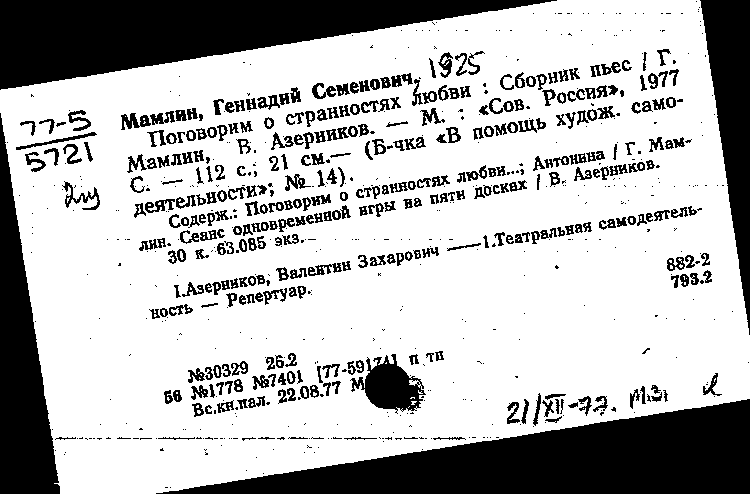 77-5
5721
Мамлин, Геннадий Семенович, 1925
Поговорим о странностях любви : Сборник пьес / Г.
Мамлин, В. Азерников. — М. : «Сов. Россия», 1977
С. — 112 с.; 21 см.— (Б-чка «В помощь худож. само-
деятельности»; № 14).
Содерж.: Поговорим о странностях любви...; Антонина / Г. Мам-
лин. Сеанс одновременной игры на пяти досках / В. Азерников.
30 к. 63.085 экз.
I.Азерников, Валентин Захарович —1.Театральная самодеятель-
ность — Репертуар.
882-2
793.2
№30329 26.2
56 №1778 №7401 [77-59174] п ти
Вс.кн.пал. 22.08.77 М
21/XII-77. М.З.